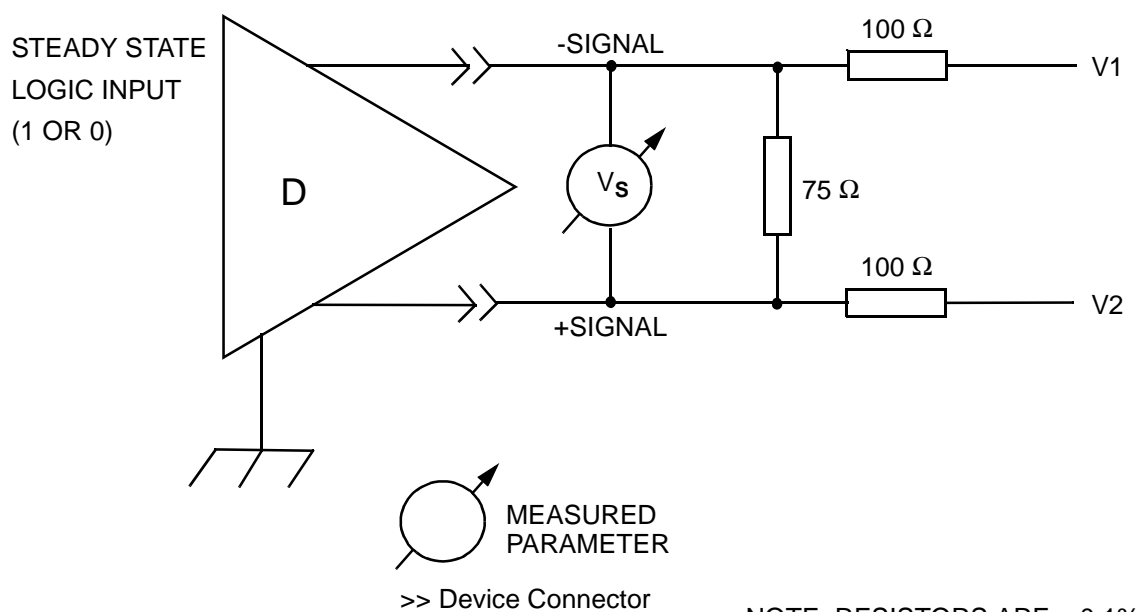 STEADY STATE
LOGIC INPUT
(1 OR 0)
D
-SIGNAL
100 Ω
V1
VS
75 Ω
100 Ω
V2
+SIGNAL
MEASURED
PARAMETER
>> Device Connector